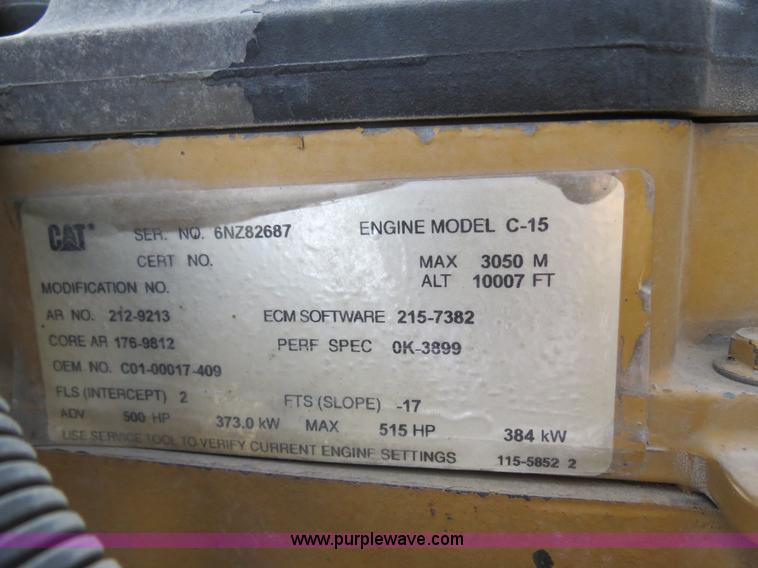 CAT SER. NO. 6NZ82687 ENGINE MODEL C-15
CERT NO. MAX 3050 M
MODIFICATION NO. ALT 10007 FT
AR NO. 212-9213 ECM SOFTWARE 215-7382
CORE AR 176-9812 PERF SPEC 0K-3899
OEM NO. C01-00017-409
FLS (INTERCEPT) 2 FTS (SLOPE) -17
ADV 500 HP 373.0 kW MAX 515 HP 384 kW
USE SERVICE TOOL TO VERIFY CURRENT ENGINE SETTINGS 115-5852 2
www.purplewave.com